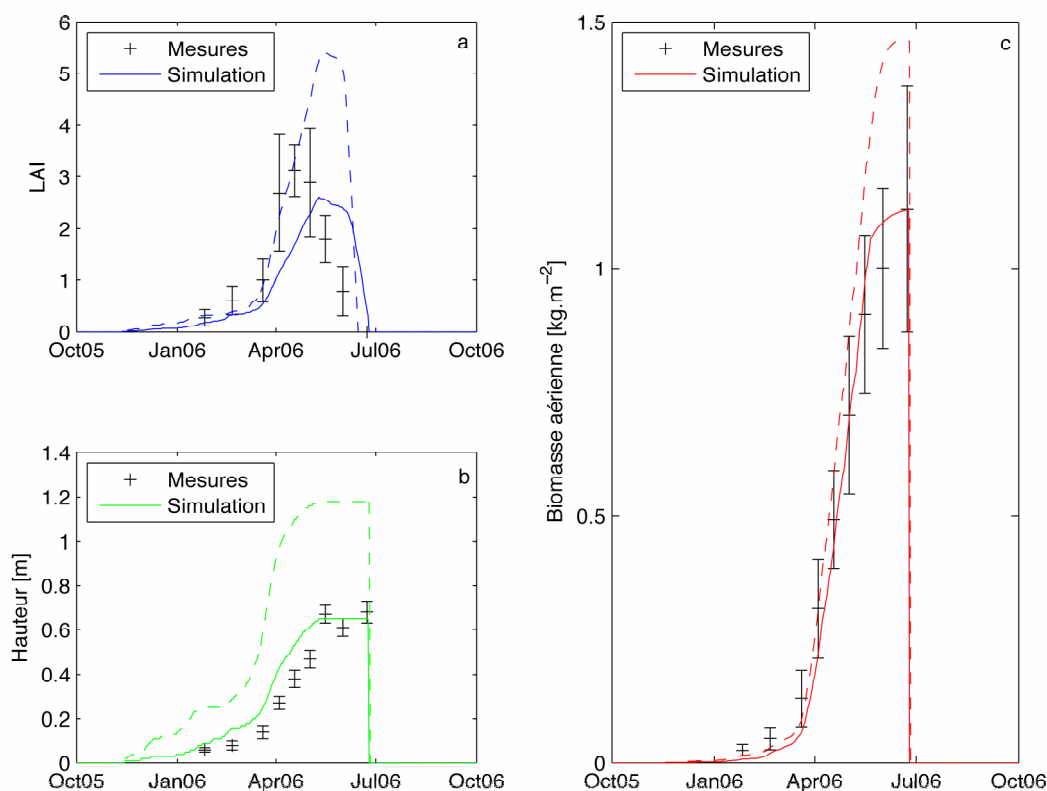 6
5
4
3
2
1
0
LAI
Mesures
Simulation
a
Oct05 Jan06 Apr06 Jul06 Oct06
1.4
1.2
1
0.8
0.6
0.4
0.2
0
Hauteur [m]
Mesures
Simulation
b
Oct05 Jan06 Apr06 Jul06 Oct06
1.5
1
0.5
0
Biomasse aérienne [kg.m−2]
Mesures
Simulation
c
Oct05 Jan06 Apr06 Jul06 Oct06